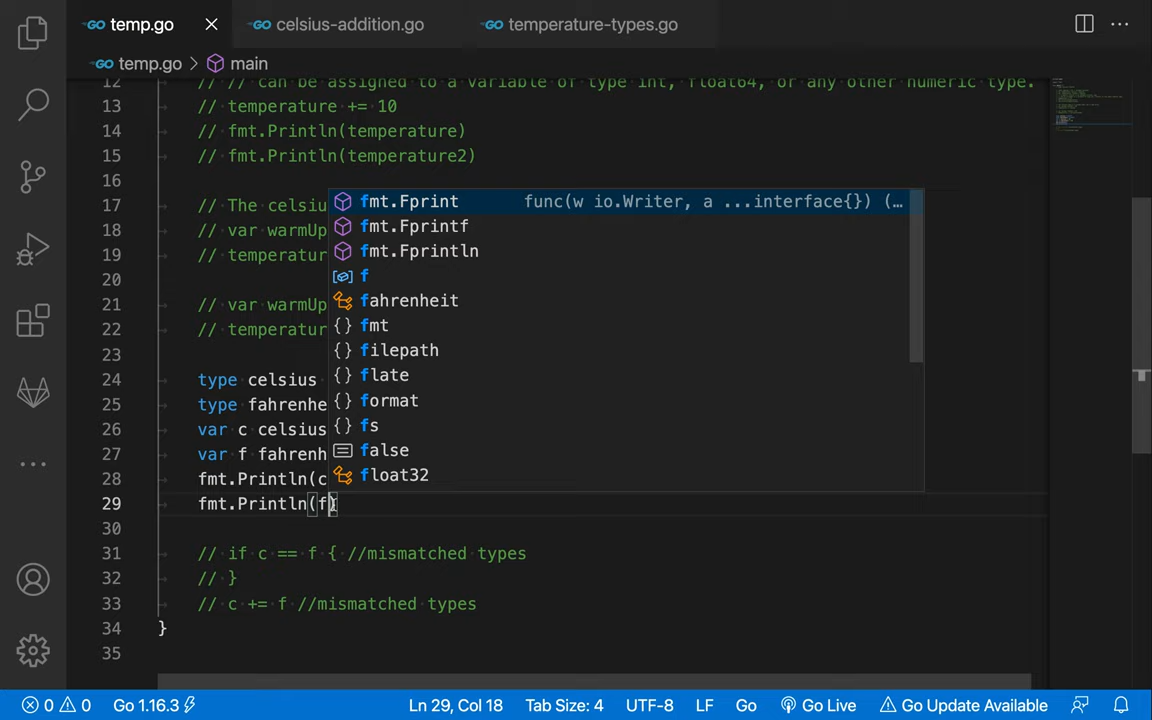 GO temp.go
GO celsius-addition.go
GO temperature-types.go
GO temp.go > main
12 // // can be assigned to a variable of type int, float64, or any other numeric type.
13 // temperature += 10
14 // fmt.Println(temperature)
15 // fmt.Println(temperature2)
16
17 // The celsiu
18 // var warmUp
19 // temperatur
20
21 // var warmUp
22 // temperatur
23
24 type celsius
25 type fahrenhe
26 var c celsius
27 var f fahrenh
28 fmt.Println(c
29 fmt.Println(f)
30
31 // if c == f { //mismatched types
32 // }
33 // c += f //mismatched types
34 }
35
fmt.Fprint func(w io.Writer, a ...interface{}) (…
fmt.Fprintf
fmt.Fprintln
f
fahrenheit
{} fmt
{} filepath
{} flate
{} format
{} fs
false
float32
0 0 Go 1.16.3 Ln 29, Col 18 Tab Size: 4 UTF-8 LF Go Go Live Go Update Available